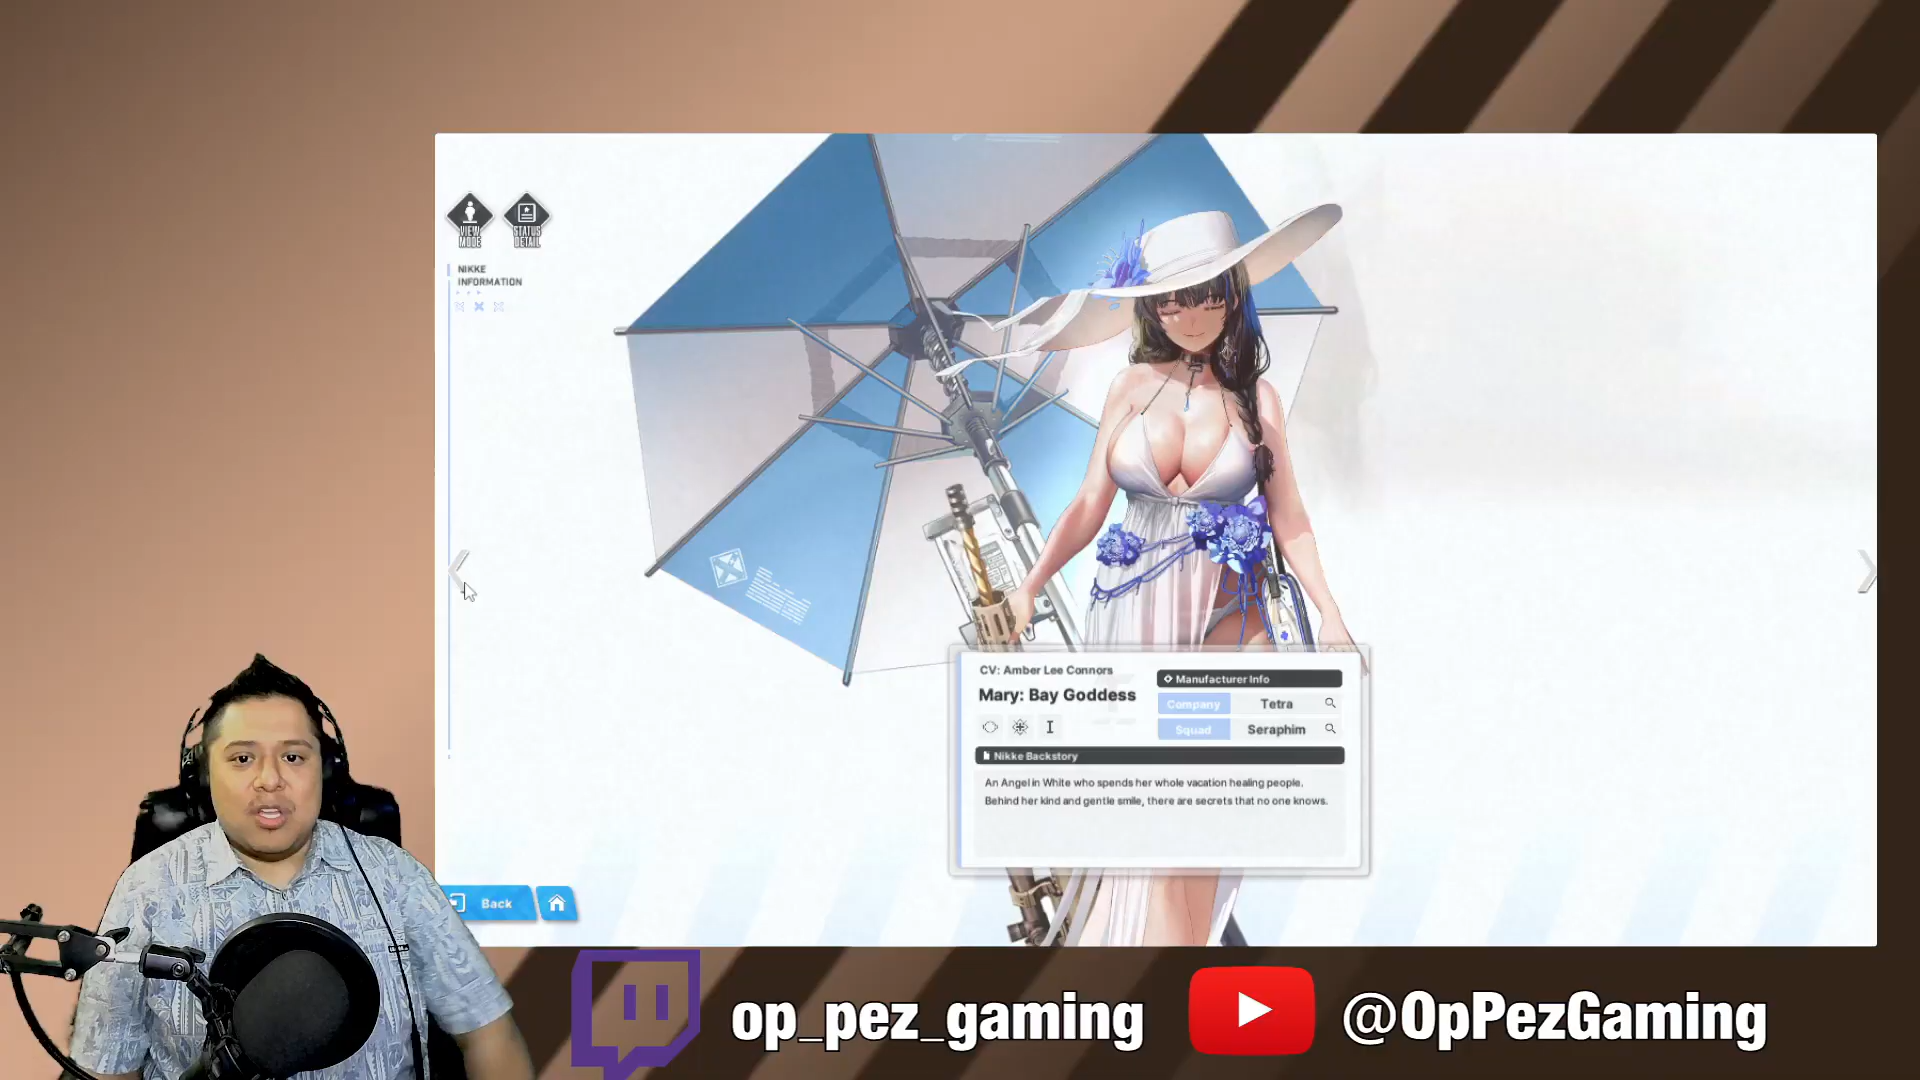 VIEW
MODE
STATUS
DETAIL
NIKKE
INFORMATION
CV: Amber Lee Connors
Mary: Bay Goddess
Manufacturer Info
Company Tetra
Squad Seraphim
Nikke Backstory
An Angel in White who spends her whole vacation healing people.
Behind her kind and gentle smile, there are secrets that no one knows.
Back
op_pez_gaming
@OpPezGaming